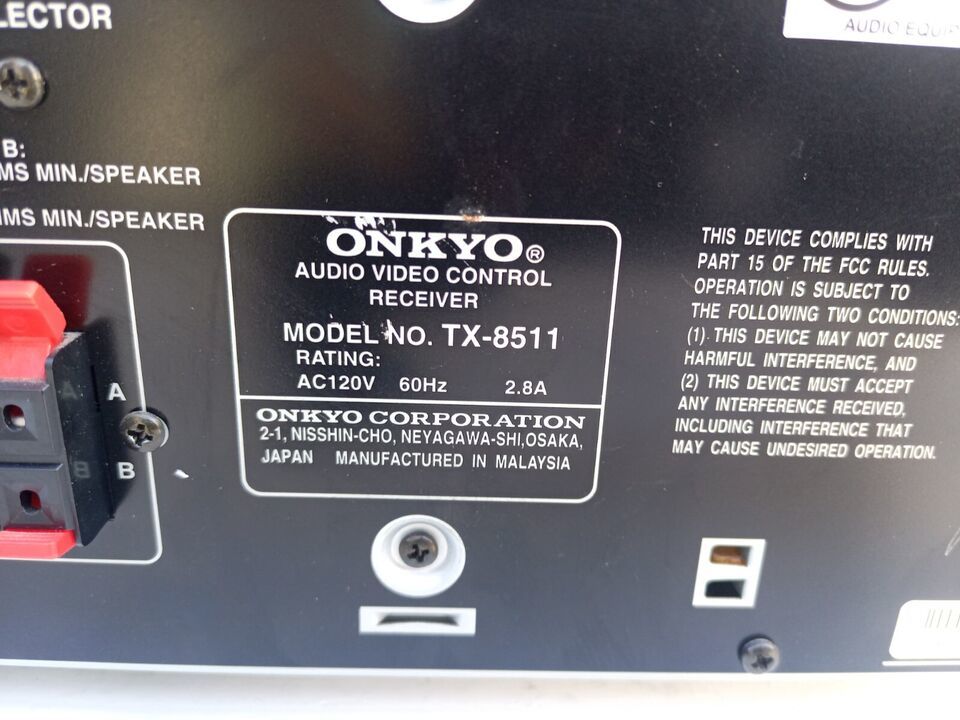 LECTOR
AUDIO EQUIP
B:
MS MIN./SPEAKER
HMS MIN./SPEAKER
A
B
A
B
ONKYO®
AUDIO VIDEO CONTROL
RECEIVER
MODEL NO. TX-8511
RATING:
AC120V 60Hz 2.8A
ONKYO CORPORATION
2-1, NISSHIN-CHO, NEYAGAWA-SHI,OSAKA,
JAPAN MANUFACTURED IN MALAYSIA
THIS DEVICE COMPLIES WITH
PART 15 OF THE FCC RULES.
OPERATION IS SUBJECT TO
THE FOLLOWING TWO CONDITIONS:
(1) THIS DEVICE MAY NOT CAUSE
HARMFUL INTERFERENCE, AND
(2) THIS DEVICE MUST ACCEPT
ANY INTERFERENCE RECEIVED,
INCLUDING INTERFERENCE THAT
MAY CAUSE UNDESIRED OPERATION.